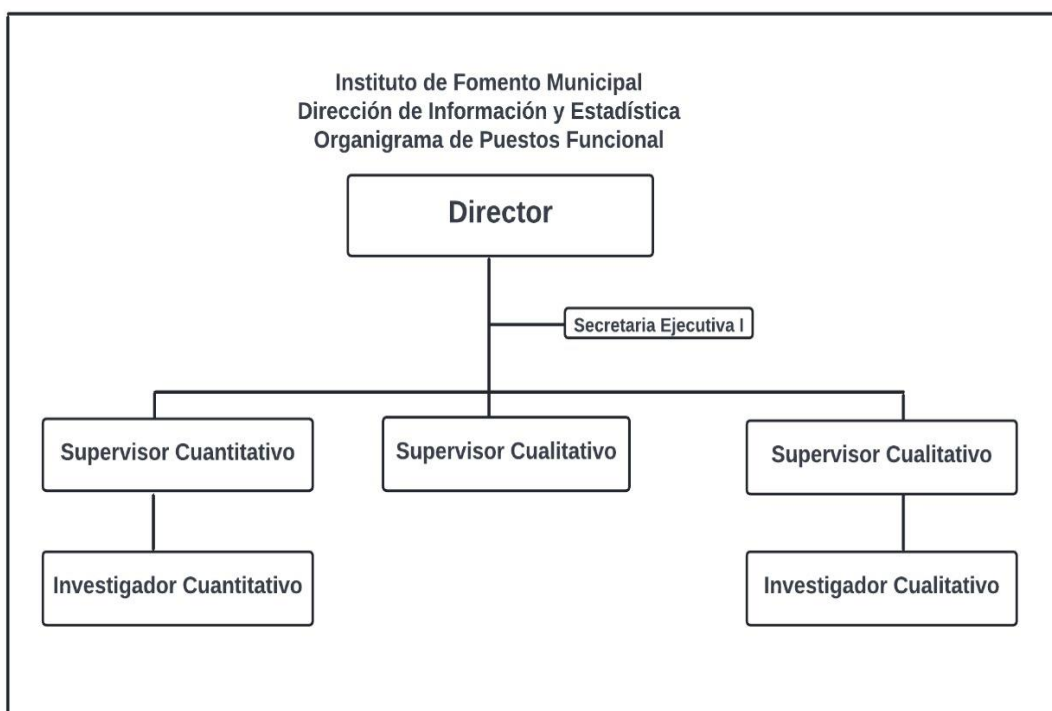 Instituto de Fomento Municipal
Dirección de Información y Estadística
Organigrama de Puestos Funcional
Director
Secretaria Ejecutiva I
Supervisor Cuantitativo
Supervisor Cualitativo
Supervisor Cualitativo
Investigador Cuantitativo
Investigador Cualitativo